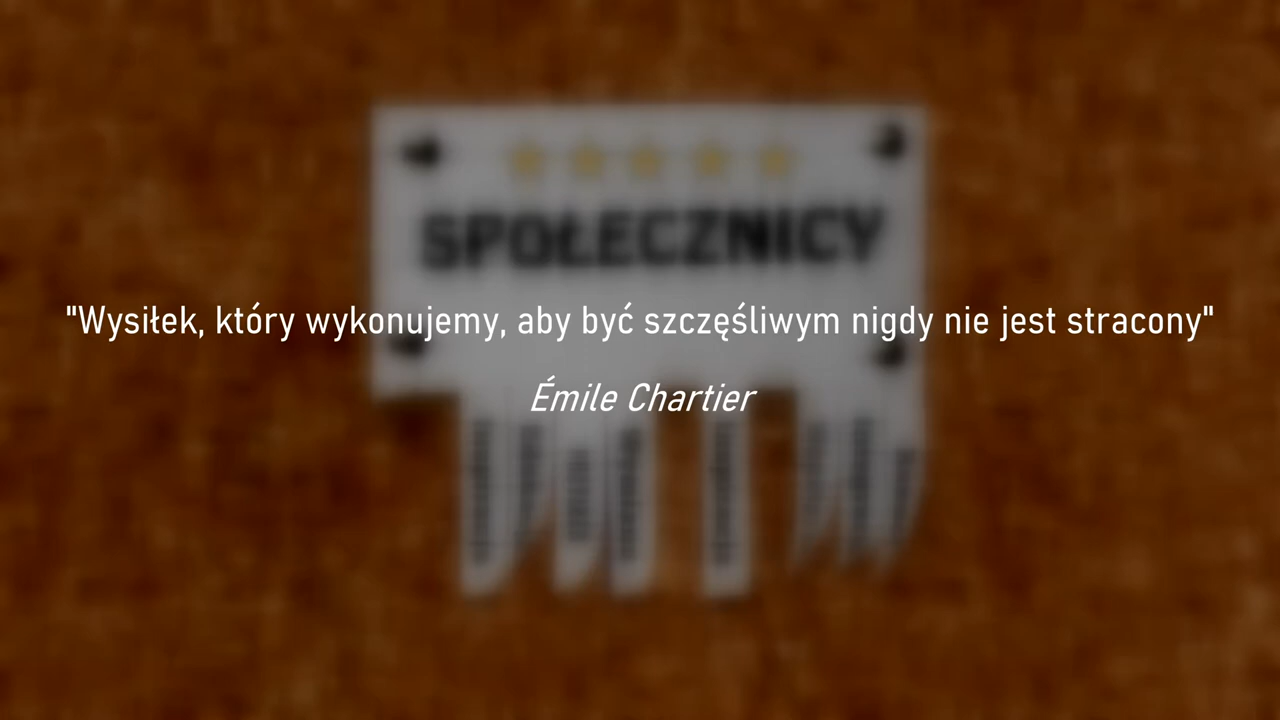 SPOŁECZNICY
"Wysiłek, który wykonujemy, aby być szczęśliwym nigdy nie jest stracony"
Émile Chartier